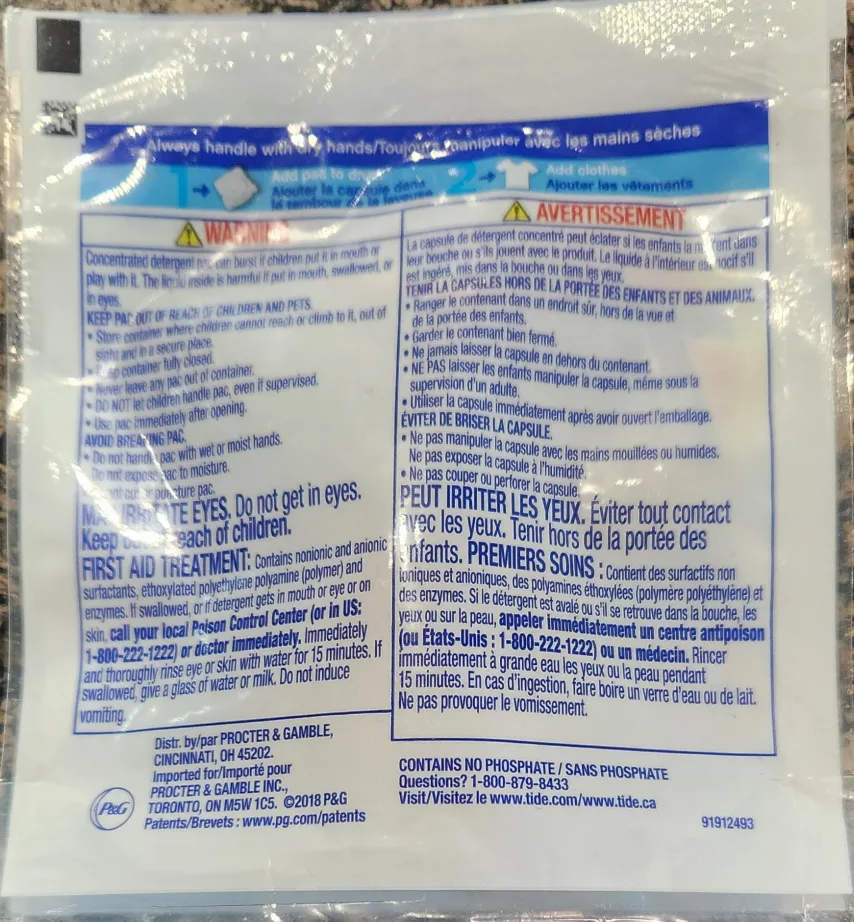 Always handle with dry hands/Toujours manipuler avec les mains sèches
1 Add pac to dr
Ajouter la capsule dans
le tambour de la laveuse
2 Add clothes
Ajouter les vêtements
WARNING
Concentrated detergent pac can burst if children put it in mouth or
play with it. The liquid inside is harmful if put in mouth, swallowed, or
in eyes.
KEEP PAC OUT OF REACH OF CHILDREN AND PETS.
• Store container where children cannot reach or climb to it, out of
sight and in a secure place.
• Keep container fully closed.
• Never leave any pac out of container.
• DO NOT let children handle pac, even if supervised.
• Use pac immediately after opening.
AVOID BREAKING PAC.
• Do not handle pac with wet or moist hands.
Do not expose pac to moisture.
Do not cut or puncture pac.
MAY IRRITATE EYES. Do not get in eyes.
Keep out of reach of children.
FIRST AID TREATMENT: Contains nonionic and anionic
surfactants, ethoxylated polyethylene polyamine (polymer) and
enzymes. If swallowed, or if detergent gets in mouth or eye or on
skin, call your local Poison Control Center (or in US:
1-800-222-1222) or doctor immediately. Immediately
and thoroughly rinse eye or skin with water for 15 minutes. If
swallowed, give a glass of water or milk. Do not induce
vomiting.
AVERTISSEMENT
La capsule de détergent concentré peut éclater si les enfants la mettent dans
leur bouche ou s'ils jouent avec le produit. Le liquide à l'intérieur est nocif s'il
est ingéré, mis dans la bouche ou dans les yeux.
TENIR LA CAPSULES HORS DE LA PORTÉE DES ENFANTS ET DES ANIMAUX.
• Ranger le contenant dans un endroit sûr, hors de la vue et
de la portée des enfants.
• Garder le contenant bien fermé.
• Ne jamais laisser la capsule en dehors du contenant.
• NE PAS laisser les enfants manipuler la capsule, même sous la
supervision d'un adulte.
• Utiliser la capsule immédiatement après avoir ouvert l'emballage.
ÉVITER DE BRISER LA CAPSULE.
• Ne pas manipuler la capsule avec les mains mouillées ou humides.
Ne pas exposer la capsule à l'humidité.
• Ne pas couper ou perforer la capsule.
PEUT IRRITER LES YEUX. Éviter tout contact
avec les yeux. Tenir hors de la portée des
enfants. PREMIERS SOINS : Contient des surfactifs non
ioniques et anioniques, des polyamines éthoxylées (polymère polyéthylène) et
des enzymes. Si le détergent est avalé ou s'il se retrouve dans la bouche, les
yeux ou sur la peau, appeler immédiatement un centre antipoison
(ou États-Unis : 1-800-222-1222) ou un médecin. Rincer
immédiatement à grande eau les yeux ou la peau pendant
15 minutes. En cas d'ingestion, faire boire un verre d'eau ou de lait.
Ne pas provoquer le vomissement.
Distr. by/par PROCTER & GAMBLE,
CINCINNATI, OH 45202.
Imported for/Importé pour
PROCTER & GAMBLE INC.,
TORONTO, ON M5W 1C5. ©2018 P&G
Patents/Brevets : www.pg.com/patents
P&G
CONTAINS NO PHOSPHATE / SANS PHOSPHATE
Questions? 1-800-879-8433
Visit/Visitez le www.tide.com/www.tide.ca
91912493